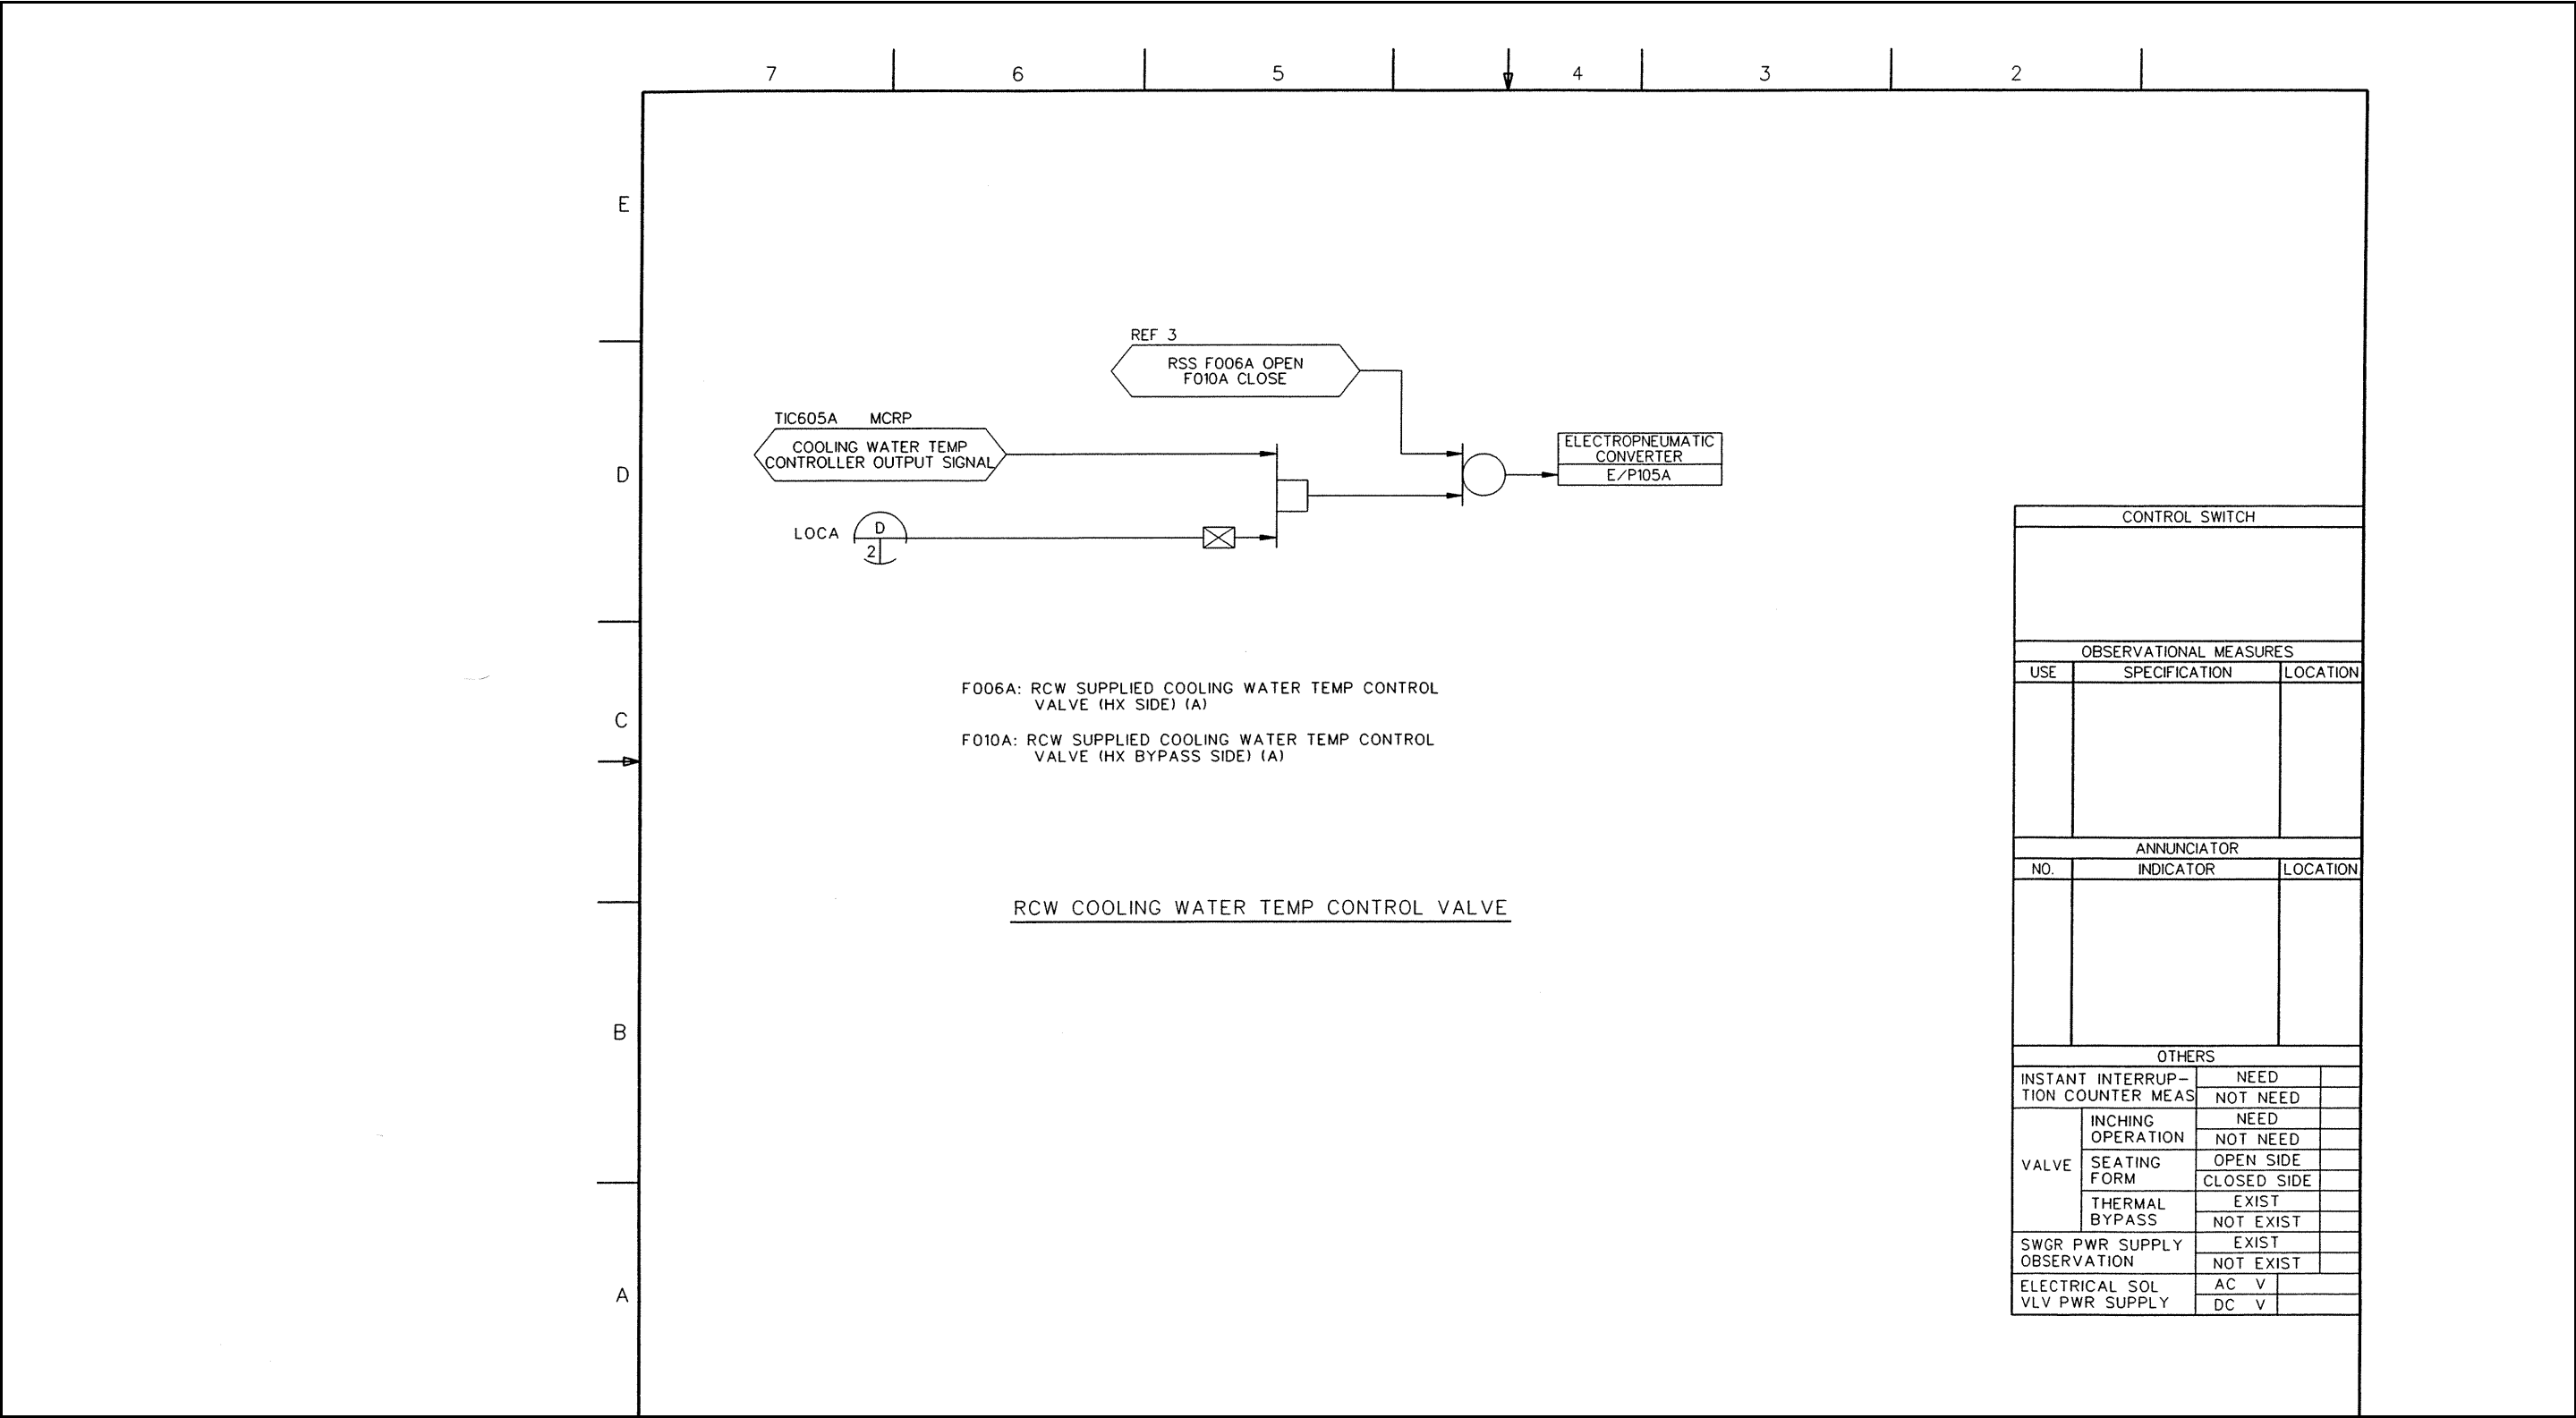 7 6 5 4 3 2
E
REF 3
RSS F006A OPEN
F010A CLOSE
TIC605A MCRP
COOLING WATER TEMP
CONTROLLER OUTPUT SIGNAL
ELECTROPNEUMATIC
CONVERTER
E/P105A
D
LOCA D
2
CONTROL SWITCH
OBSERVATIONAL MEASURES
USE SPECIFICATION LOCATION
F006A: RCW SUPPLIED COOLING WATER TEMP CONTROL
VALVE (HX SIDE) (A)
C
F010A: RCW SUPPLIED COOLING WATER TEMP CONTROL
VALVE (HX BYPASS SIDE) (A)
ANNUNCIATOR
NO. INDICATOR LOCATION
RCW COOLING WATER TEMP CONTROL VALVE
B
OTHERS
INSTANT INTERRUP-
TION COUNTER MEAS
NEED
NOT NEED
VALVE
INCHING
OPERATION
NEED
NOT NEED
SEATING
FORM
OPEN SIDE
CLOSED SIDE
THERMAL
BYPASS
EXIST
NOT EXIST
SWGR PWR SUPPLY
OBSERVATION
EXIST
NOT EXIST
A
ELECTRICAL SOL
VLV PWR SUPPLY
AC V
DC V